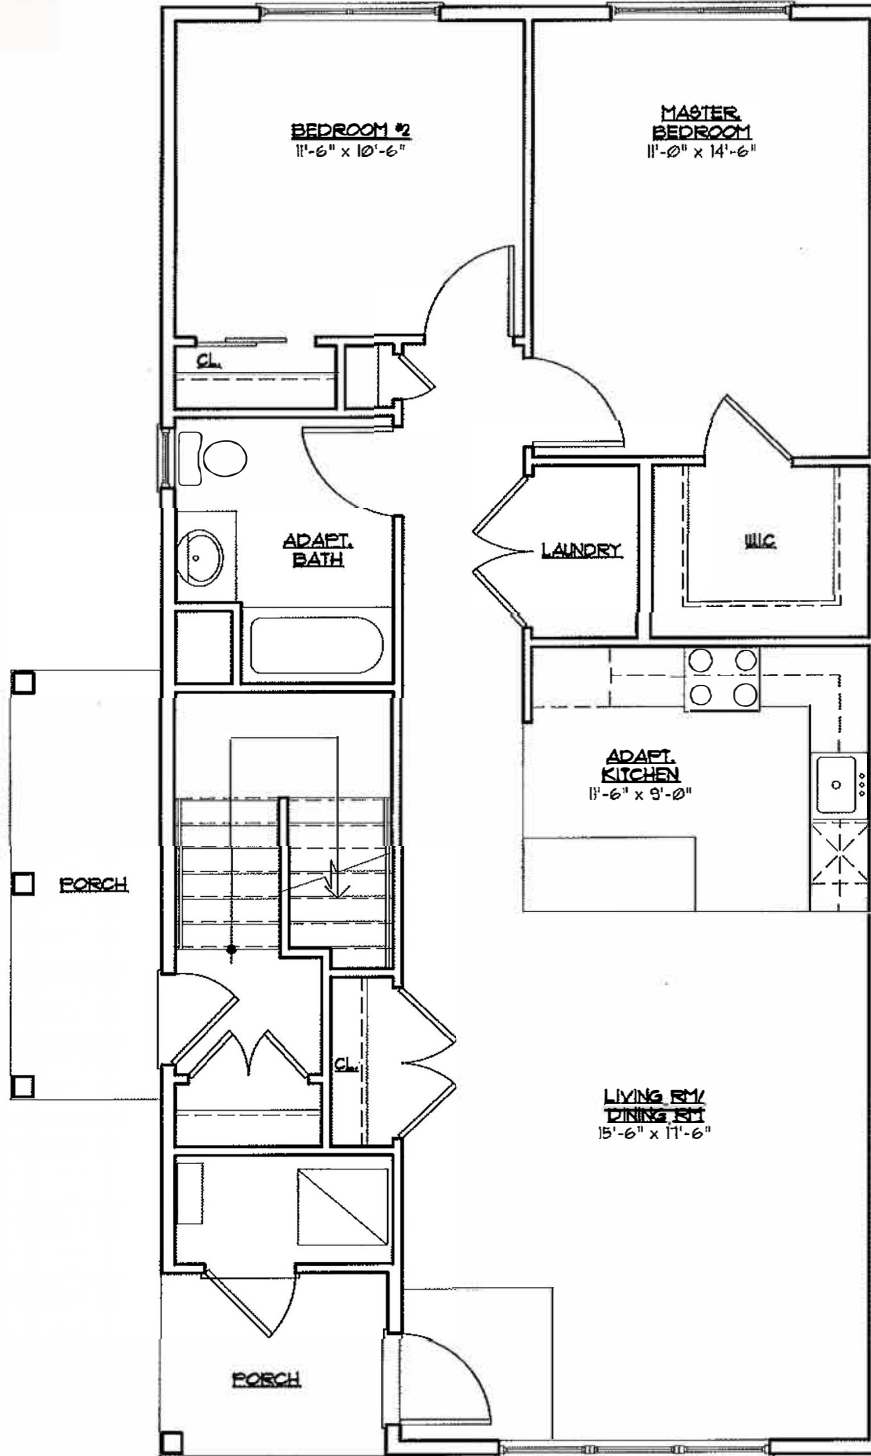 BEDROOM #2
11'-6" x 10'-6"
MASTER
BEDROOM
11'-0" x 14'-6"
CL.
ADAPT.
BATH
LAUNDRY
W.I.C.
ADAPT.
KITCHEN
11'-6" x 9'-0"
PORCH
CL.
LIVING RM/
DINING RM
15'-6" x 17'-6"
PORCH